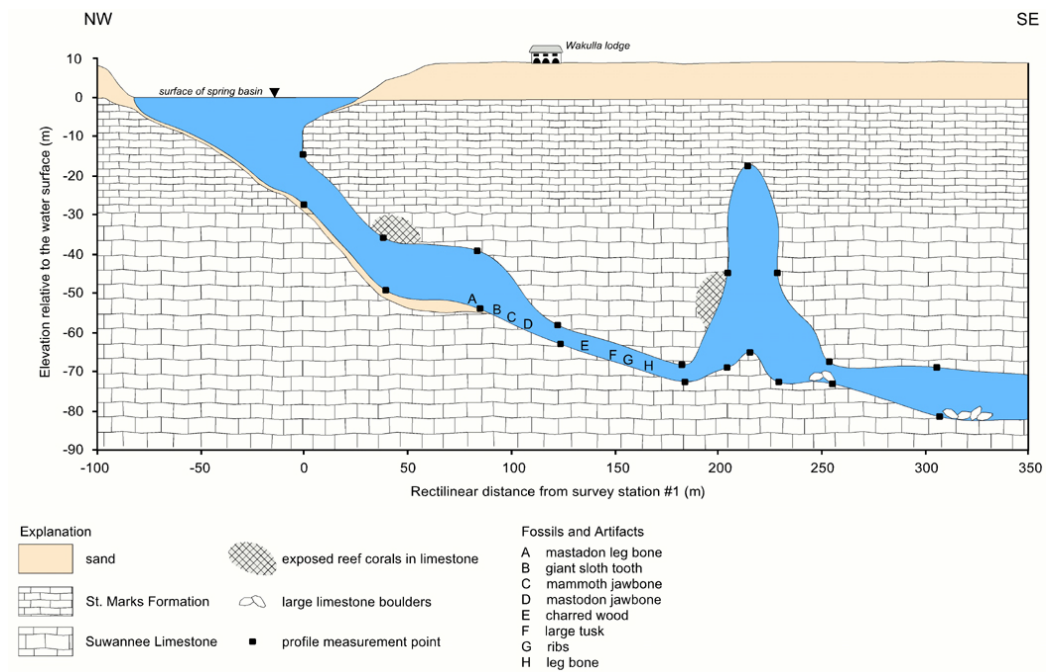 NW
SE
Wakulla lodge
surface of spring basin
10
0
-10
-20
-30
-40
-50
-60
-70
-80
-90
Elevation relative to the water surface (m)
A
B
C
D
E
F
G
H
-100
-50
0
50
100
150
200
250
300
350
Rectilinear distance from survey station #1 (m)
Explanation
sand
St. Marks Formation
Suwannee Limestone
exposed reef corals in limestone
large limestone boulders
profile measurement point
Fossils and Artifacts
A mastadon leg bone
B giant sloth tooth
C mammoth jawbone
D mastodon jawbone
E charred wood
F large tusk
G ribs
H leg bone